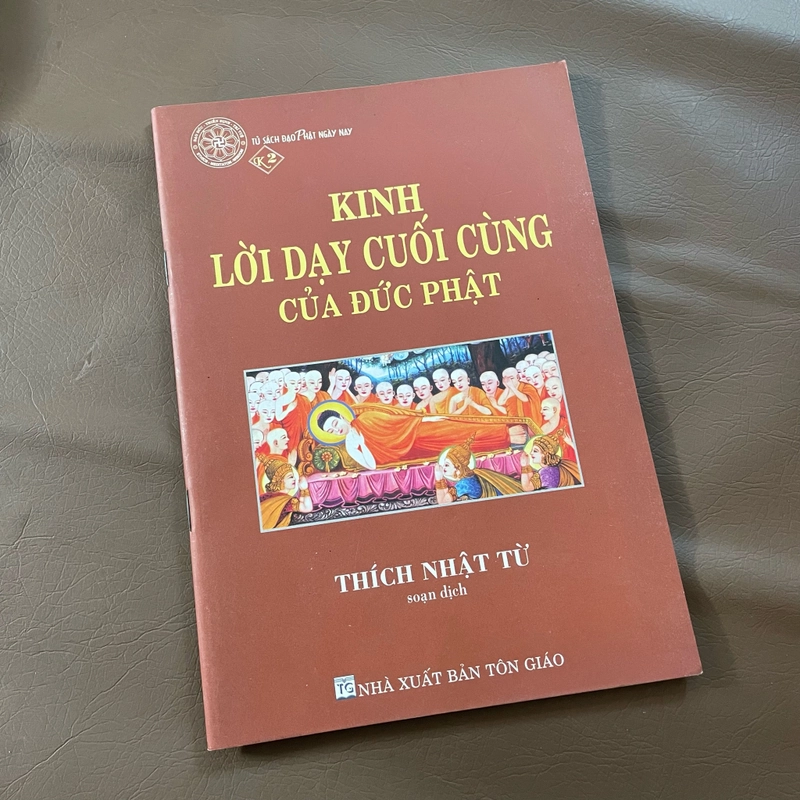 TỦ SÁCH ĐẠO PHẬT NGÀY NAY
K2
KINH
LỜI DẠY CUỐI CÙNG
CỦA ĐỨC PHẬT
THÍCH NHẬT TỪ
soạn dịch
TG NHÀ XUẤT BẢN TÔN GIÁO